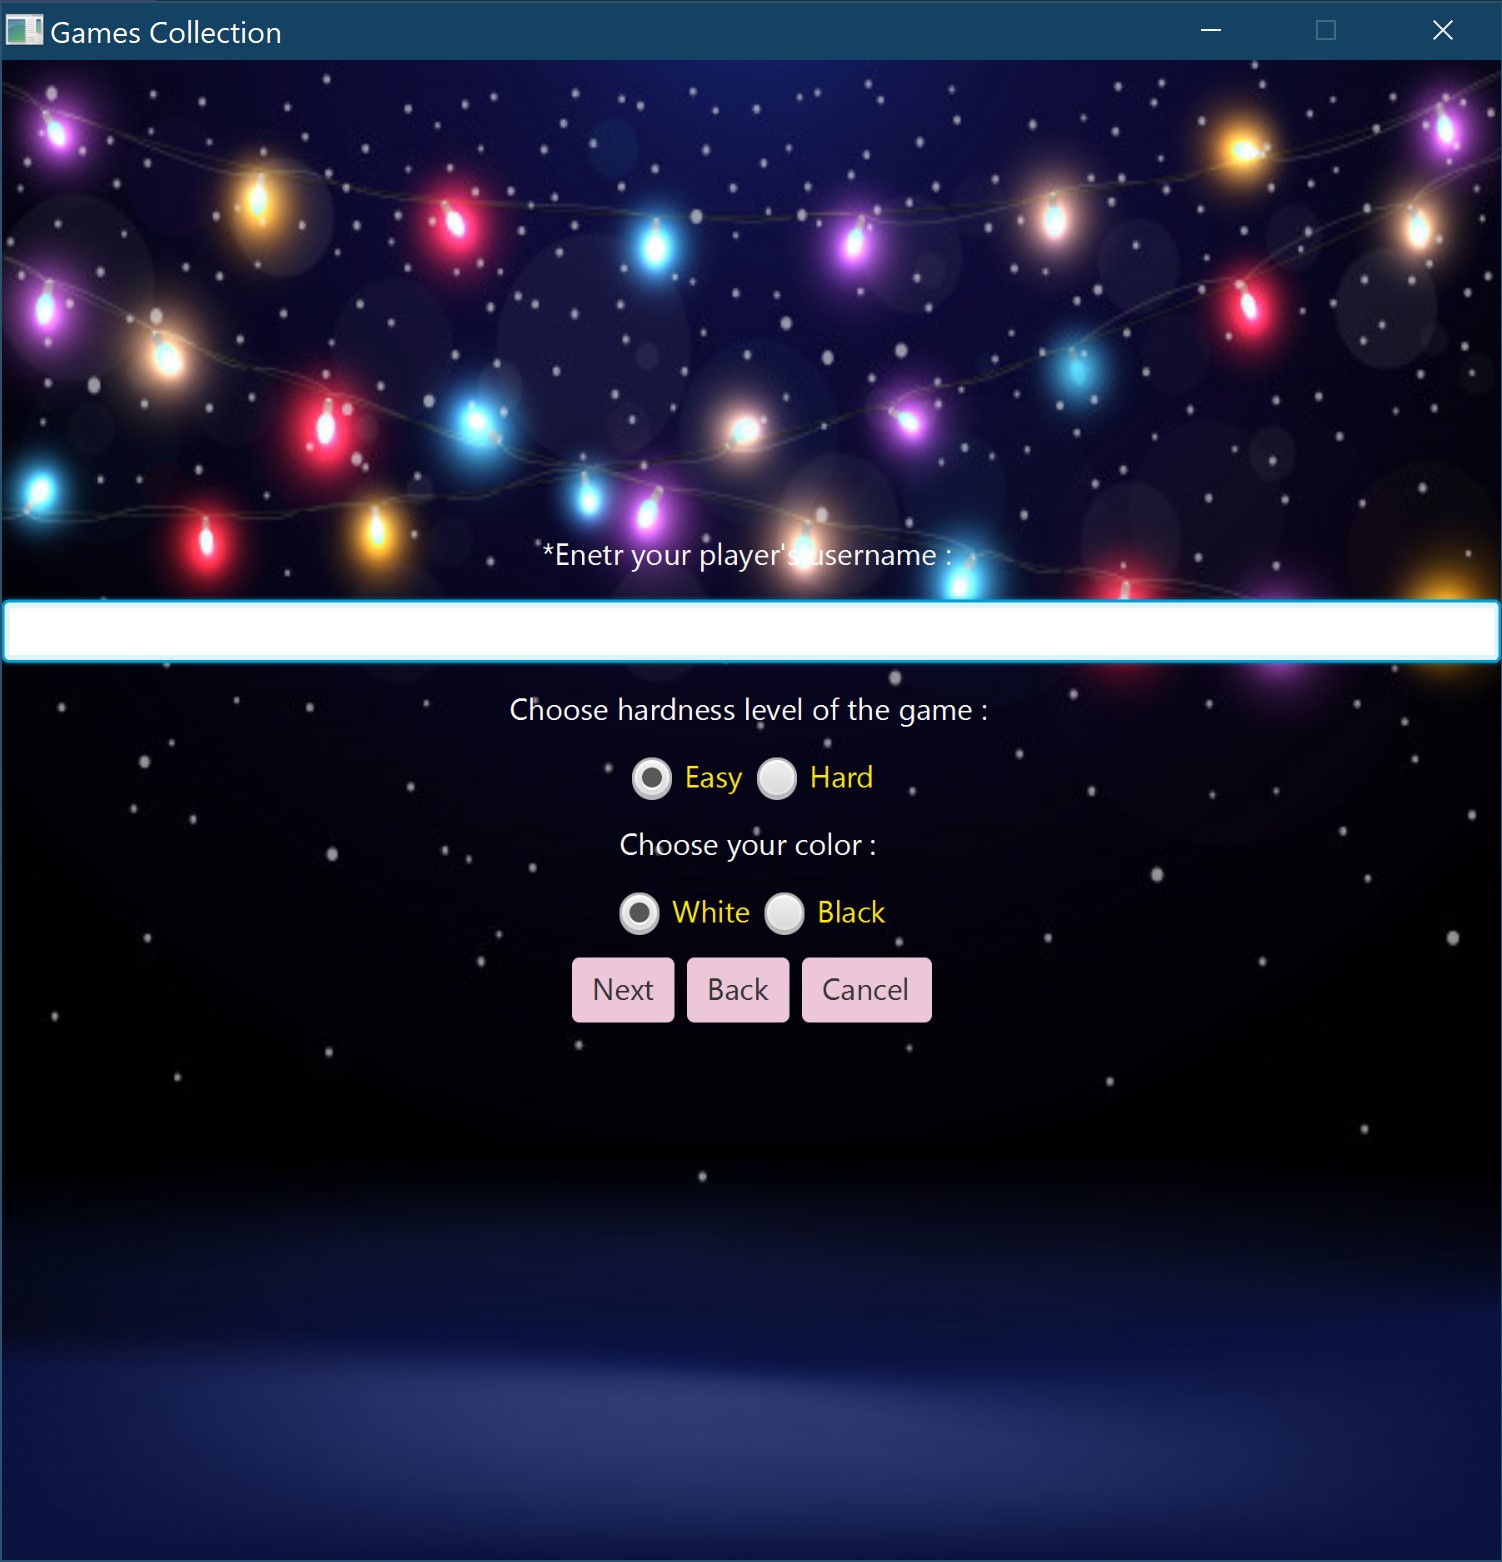 Games Collection
*Enetr your player's username :
Choose hardness level of the game :
Easy Hard
Choose your color :
White Black
Next Back Cancel